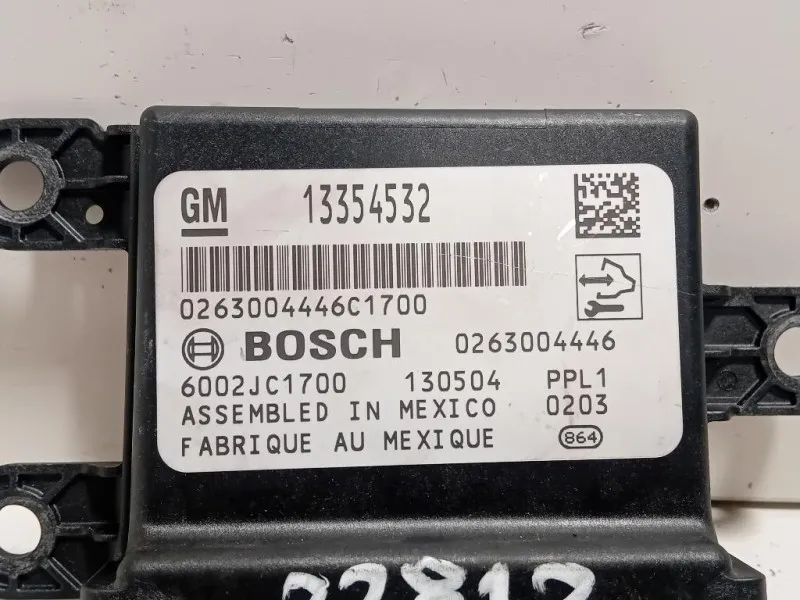 GM 13354532
0263004446C1700
BOSCH 0263004446
6002JC1700 130504 PPL1
ASSEMBLED IN MEXICO 0203
FABRIQUE AU MEXIQUE 864